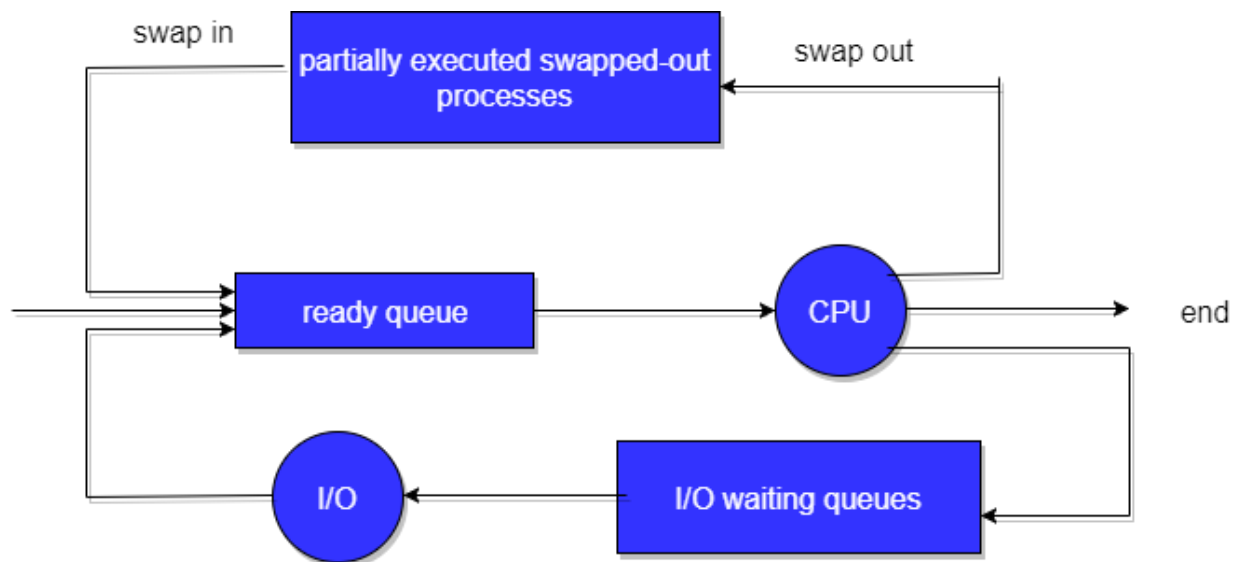 swap in
partially executed swapped-out
processes
swap out
ready queue
CPU
end
I/O
I/O waiting queues